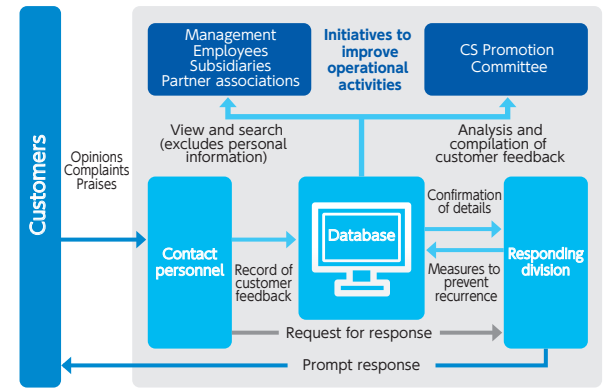 Management
Employees
Subsidiaries
Partner associations
Initiatives to
improve
operational
activities
CS Promotion
Committee
View and search
(excludes personal
information)
Analysis and
compilation of
customer feedback
Customers
Opinions
Complaints
Praises
Contact
personnel
Record of
customer
feedback
Database
Confirmation
of details
Measures to
prevent
recurrence
Responding
division
Request for response
Prompt response